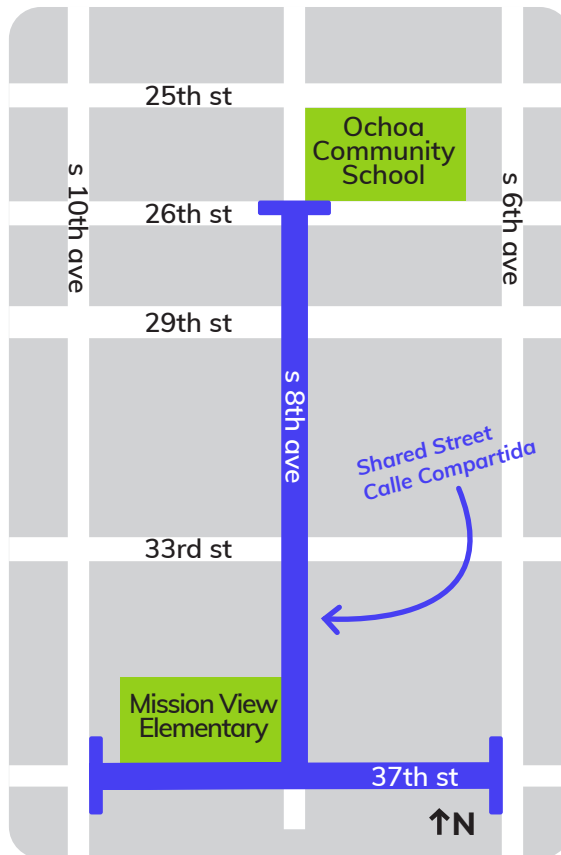 25th st
Ochoa
Community
School
s 10th ave
26th st
s 6th ave
29th st
s 8th ave
Shared Street
Calle Compartida
33rd st
Mission View
Elementary
37th st
↑N